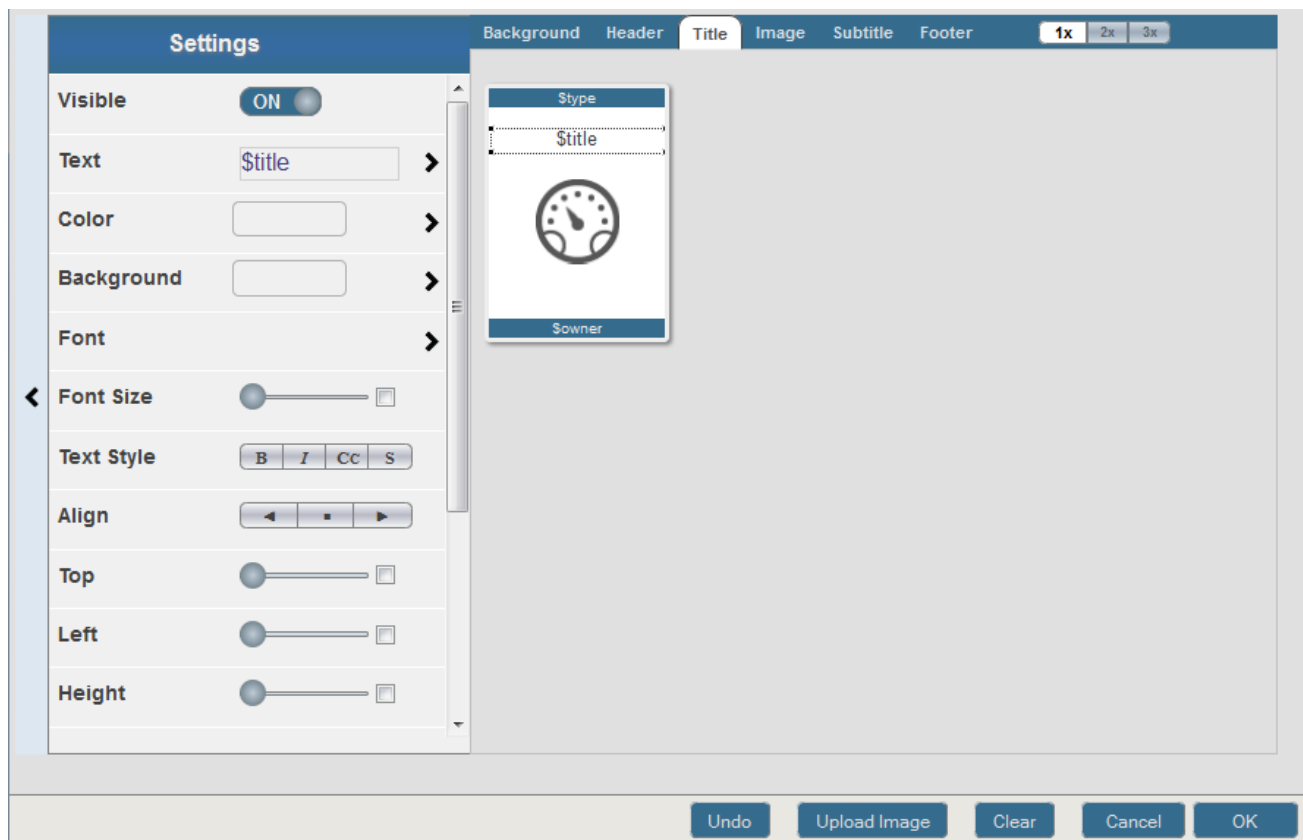 Settings
Background Header Title Image Subtitle Footer 1x 2x 3x
Visible ON
Text $title
Color
Background
Font
Font Size
Text Style B I Cc S
Align
Top
Left
Height
$type
$title
$owner
Undo Upload Image Clear Cancel OK